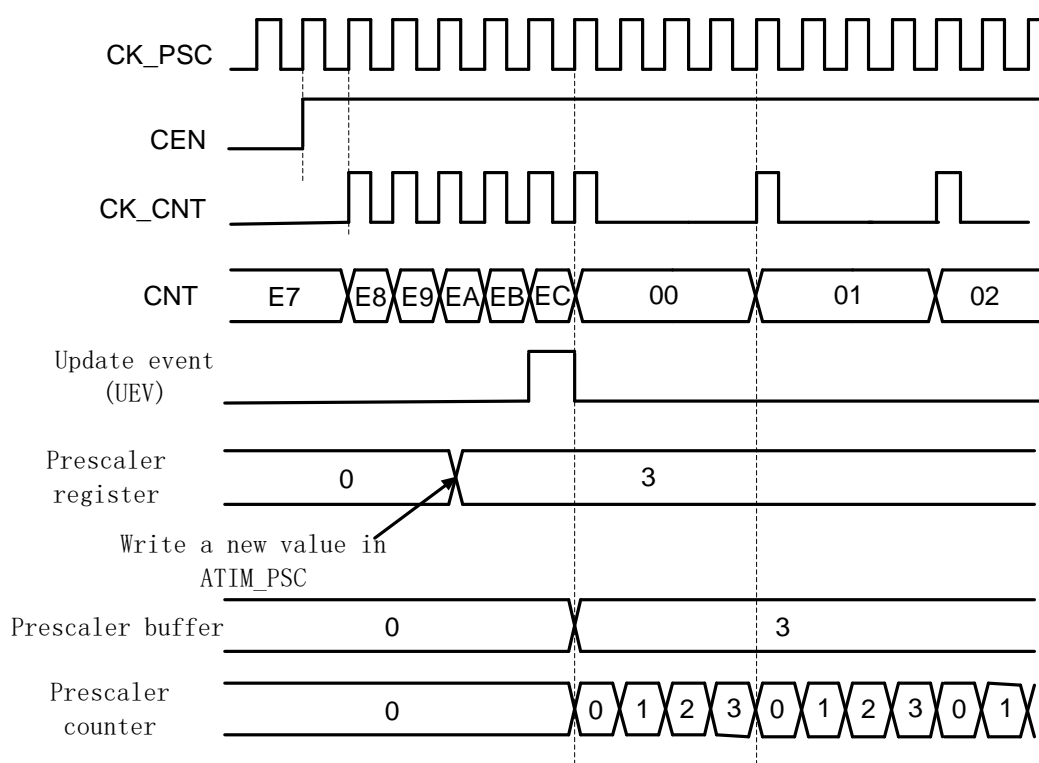 CK_PSC
CEN
CK_CNT
CNT E7 E8 E9 EA EB EC 00 01 02
Update event
(UEV)
Prescaler
register 0 3
Write a new value in
ATIM_PSC
Prescaler buffer 0 3
Prescaler
counter 0 0 1 2 3 0 1 2 3 0 1